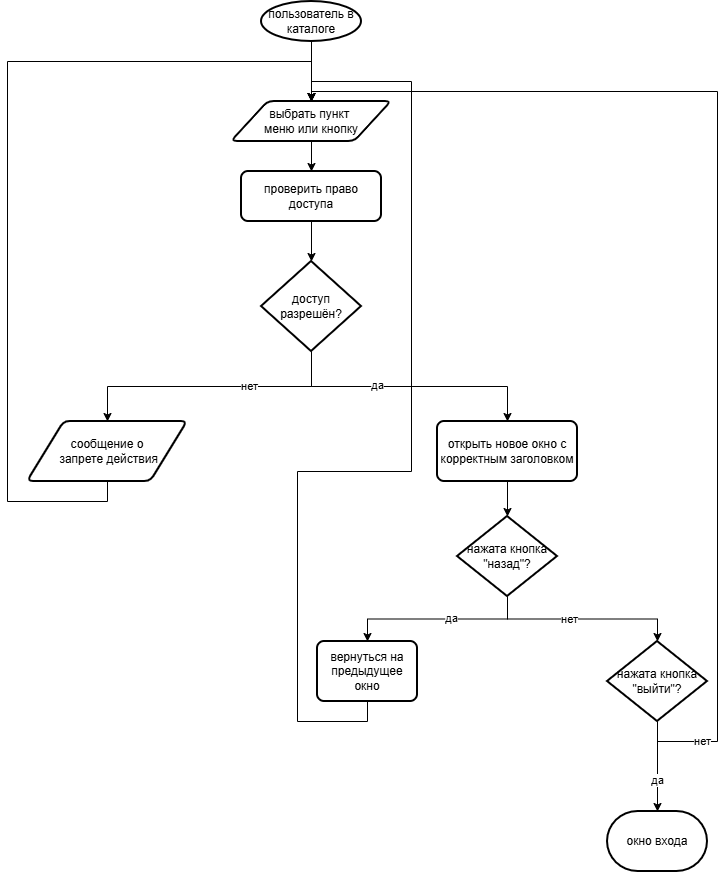 пользователь в
каталоге
выбрать пункт
меню или кнопку
проверить право
доступа
доступ
разрешён?
нет
да
сообщение о
запрете действия
открыть новое окно с
корректным заголовком
нажата кнопка
"назад"?
да
нет
вернуться на
предыдущее
окно
нажата кнопка
"выйти"?
нет
да
окно входа